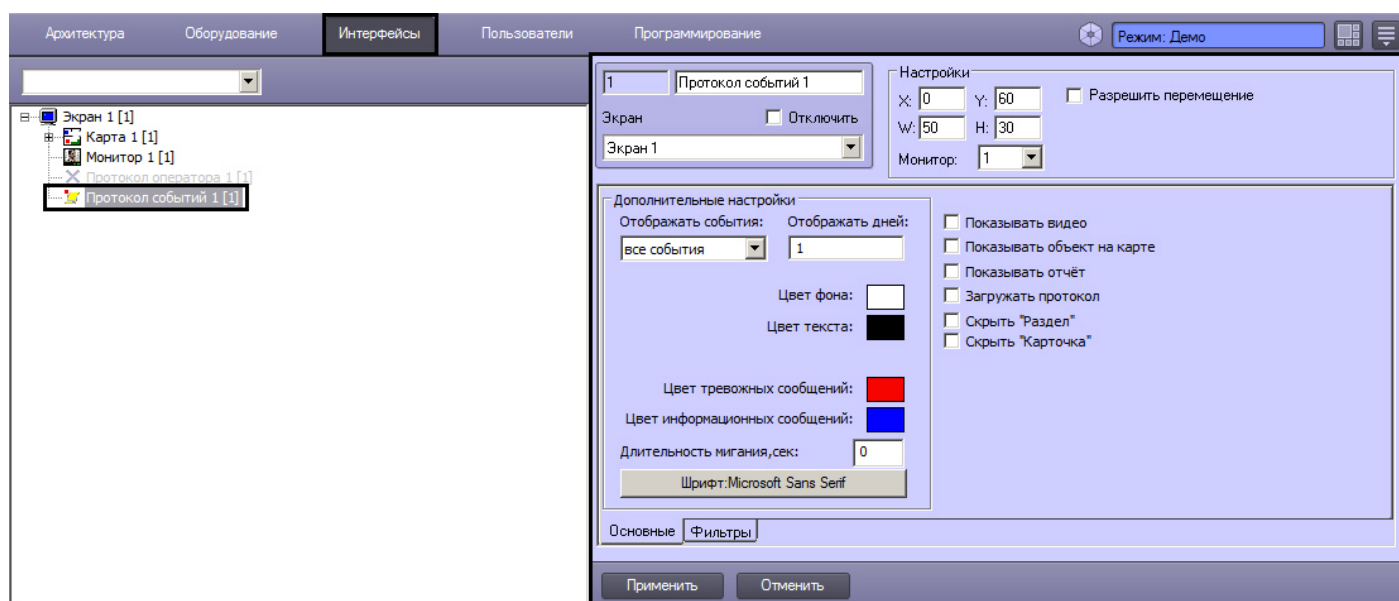 Архитектура Оборудование Интерфейсы Пользователи Программирование Режим: Демо
Экран 1 [1]
Карта 1 [1]
Монитор 1 [1]
Протокол оператора 1 [1]
Протокол событий 1 [1]
1 Протокол событий 1
Экран Отключить
Экран 1
Настройки
X: 0 Y: 60 Разрешить перемещение
W: 50 H: 30
Монитор: 1
Дополнительные настройки
Отображать события: Отображать дней:
все события 1
Цвет фона:
Цвет текста:
Цвет тревожных сообщений:
Цвет информационных сообщений:
Длительность мигания,сек: 0
Шрифт:Microsoft Sans Serif
Показывать видео
Показывать объект на карте
Показывать отчёт
Загружать протокол
Скрыть "Раздел"
Скрыть "Карточка"
Основные Фильтры
Применить Отменить